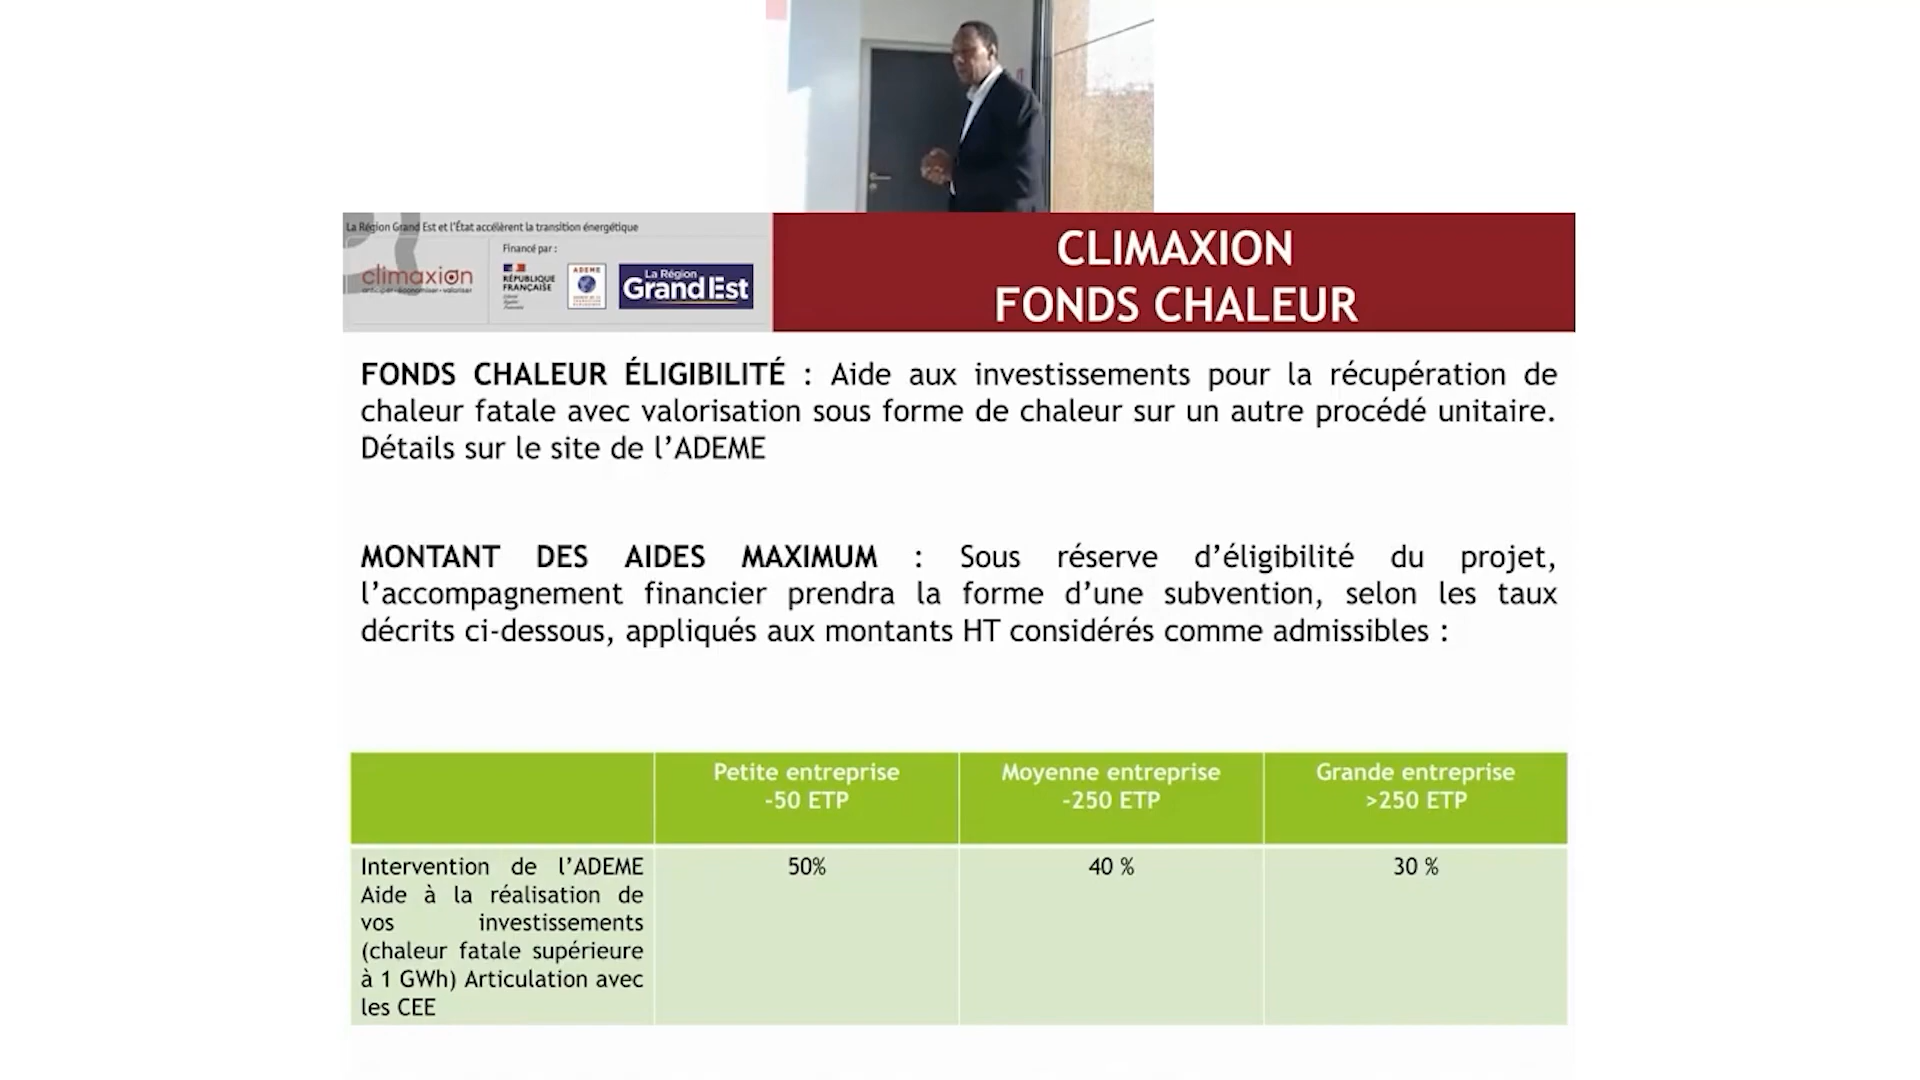 La Région Grand Est et l'État accélèrent la transition énergétique
Financé par :
climaxion
anticiper • économiser • valoriser
RÉPUBLIQUE
FRANÇAISE
ADEME
La Région
Grand Est
CLIMAXION
FONDS CHALEUR
FONDS CHALEUR ÉLIGIBILITÉ : Aide aux investissements pour la récupération de
chaleur fatale avec valorisation sous forme de chaleur sur un autre procédé unitaire.
Détails sur le site de l'ADEME
MONTANT DES AIDES MAXIMUM : Sous réserve d'éligibilité du projet,
l'accompagnement financier prendra la forme d'une subvention, selon les taux
décrits ci-dessous, appliqués aux montants HT considérés comme admissibles :
Petite entreprise
-50 ETP
Moyenne entreprise
-250 ETP
Grande entreprise
>250 ETP
Intervention de l'ADEME
Aide à la réalisation de
vos investissements
(chaleur fatale supérieure
à 1 GWh) Articulation avec
les CEE
50%
40 %
30 %